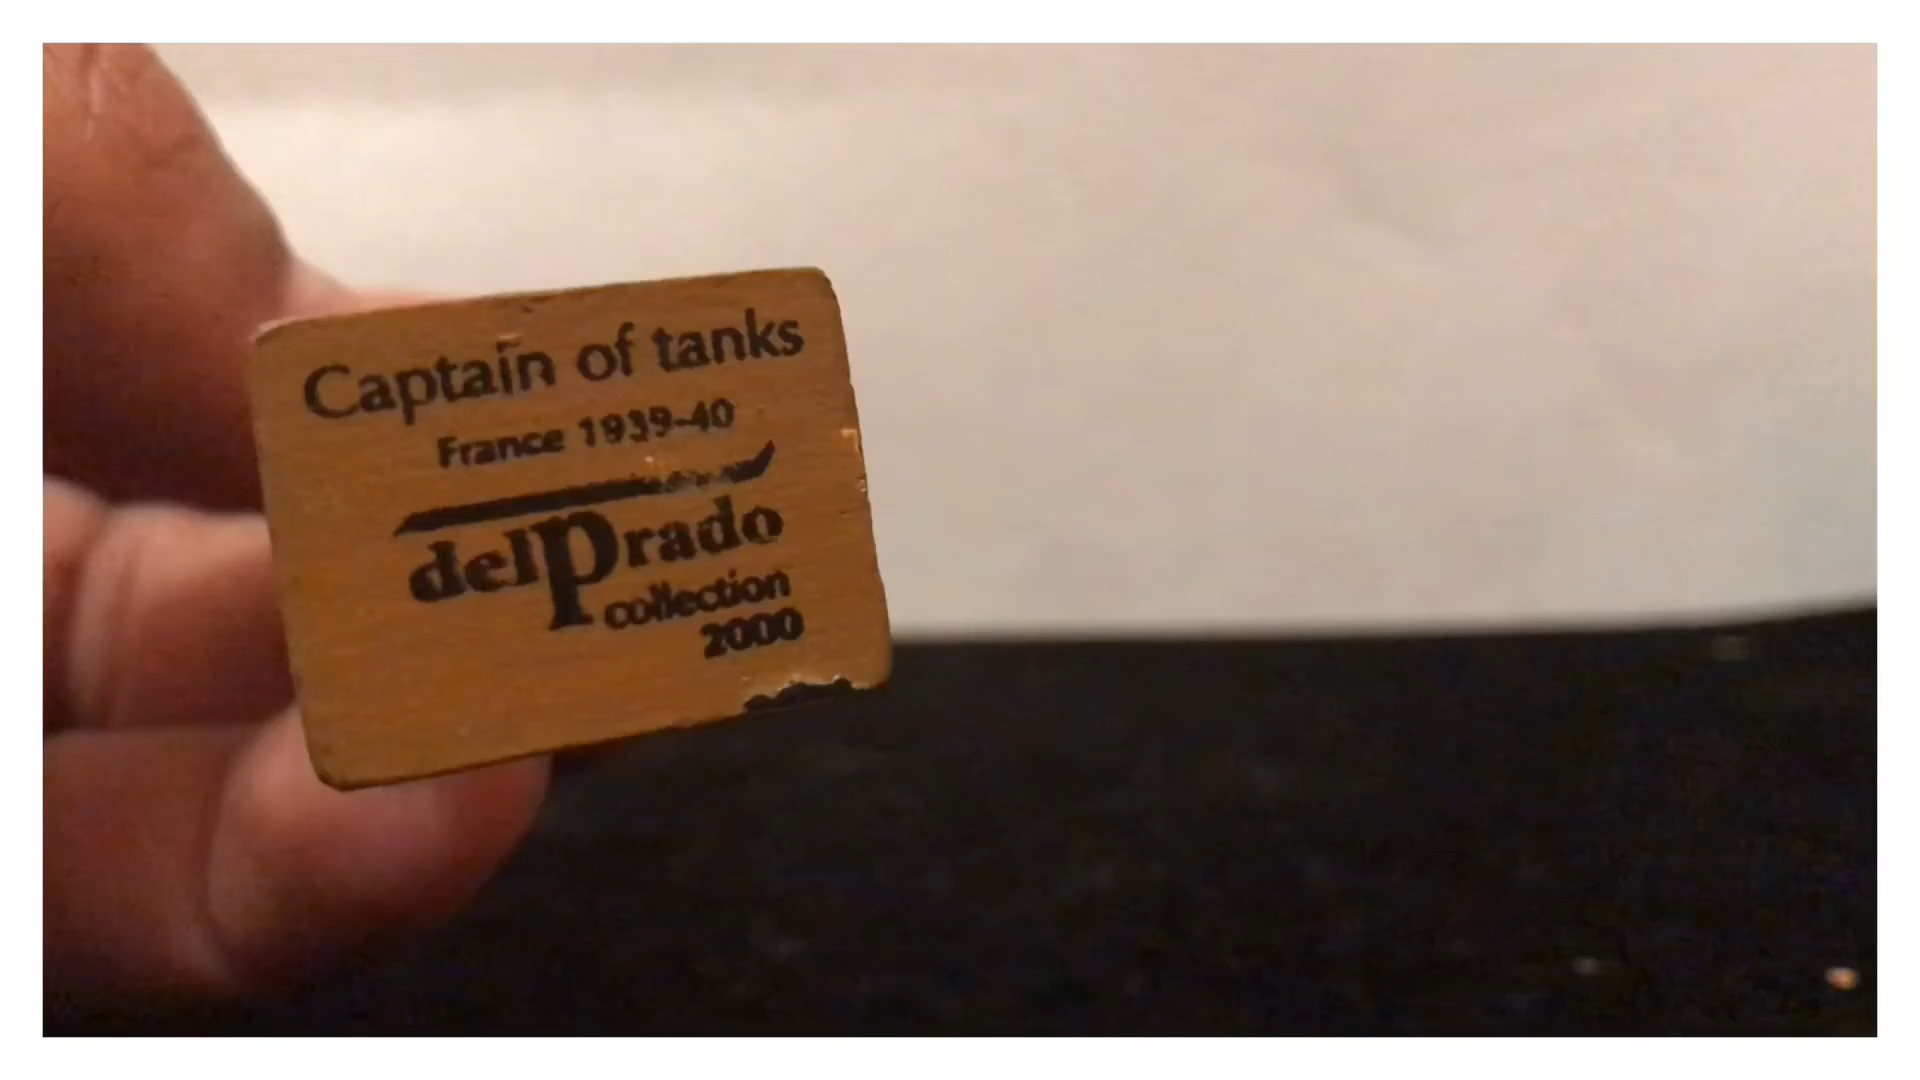 Captain of tanks
France 1939-40
delprado
collection
2000